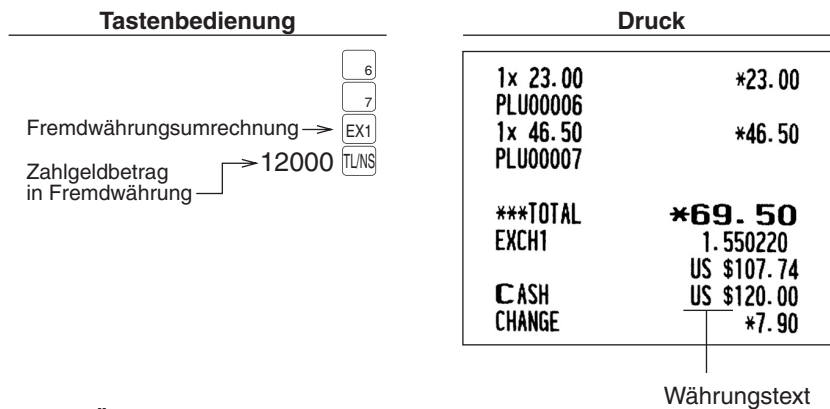 Tastenbedienung
6
7
Fremdwährungsumrechnung EX1
Zahlgeldbetrag
in Fremdwährung 12000 TL/NS
Druck
1x 23.00 *23.00
PLU00006
1x 46.50 *46.50
PLU00007
***TOTAL *69.50
EXCH1 1.550220
US $107.74
CASH US $120.00
CHANGE *7.90
Währungstext